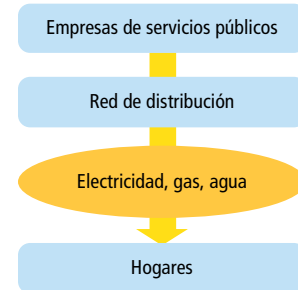 Empresas de servicios públicos
Red de distribución
Electricidad, gas, agua
Hogares